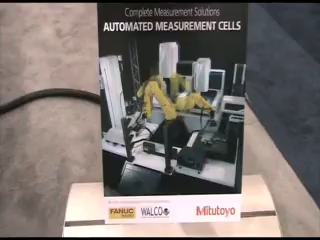 Complete Measurement Solutions
AUTOMATED MEASUREMENT CELLS
FANUC WALCO Mitutoyo